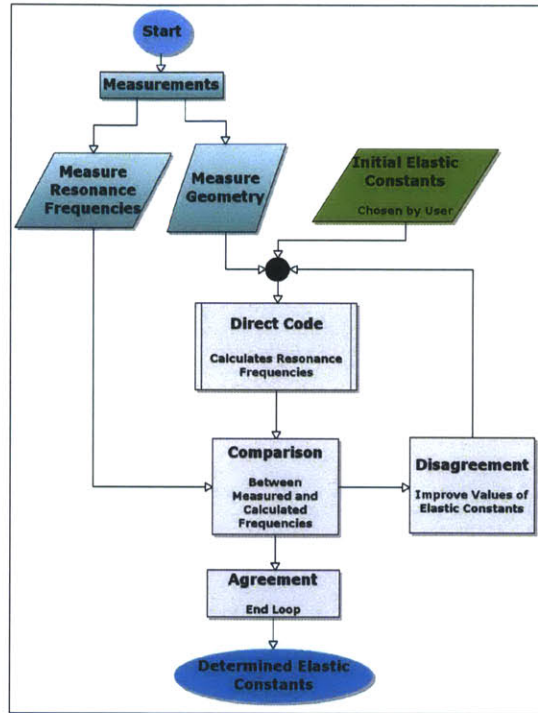 Start
Measurements
Measure
Resonance
Frequencies
Measure
Geometry
Initial Elastic
Constants
Chosen by User
Direct Code
Calculates Resonance
Frequencies
Comparison
Between
Measured and
Calculated
Frequencies
Disagreement
Improve Values of
Elastic Constants
Agreement
End Loop
Determined Elastic
Constants